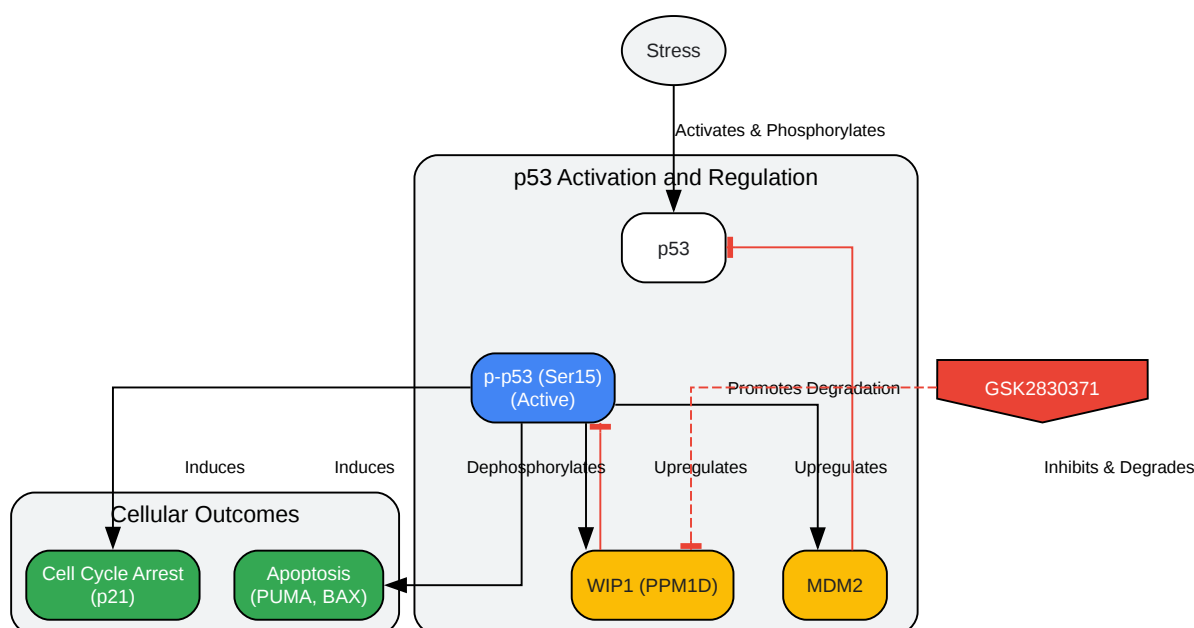 Stress
Activates & Phosphorylates
p53 Activation and Regulation
p53
p-p53 (Ser15)
(Active)
Promotes Degradation
GSK2830371
Induces
Induces
Dephosphorylates
Upregulates
Upregulates
Inhibits & Degrades
Cellular Outcomes
Cell Cycle Arrest
(p21)
Apoptosis
(PUMA, BAX)
WIP1 (PPM1D)
MDM2